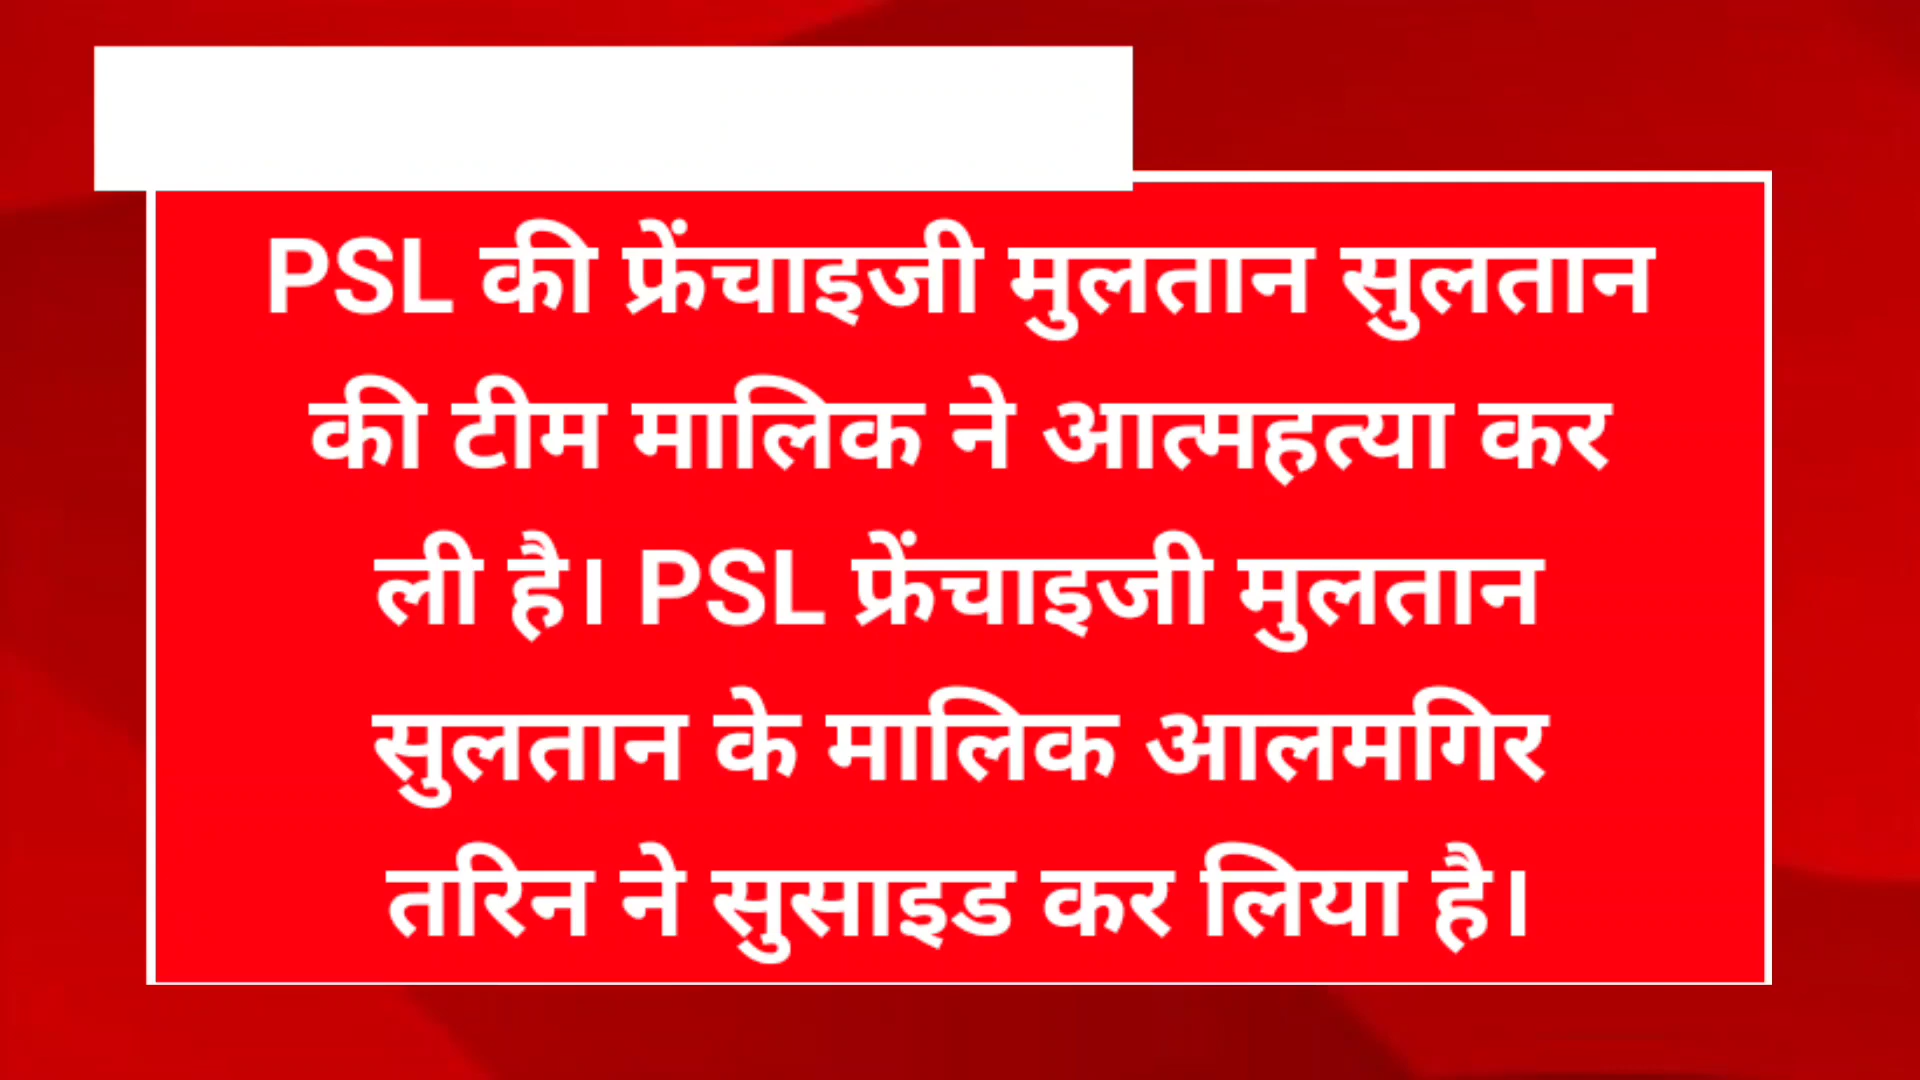 PSL की फ्रेंचाइजी मुलतान सुलतान
की टीम मालिक ने आत्महत्या कर
ली है। PSL फ्रेंचाइजी मुलतान
सुलतान के मालिक आलमगिर
तरिन ने सुसाइड कर लिया है।